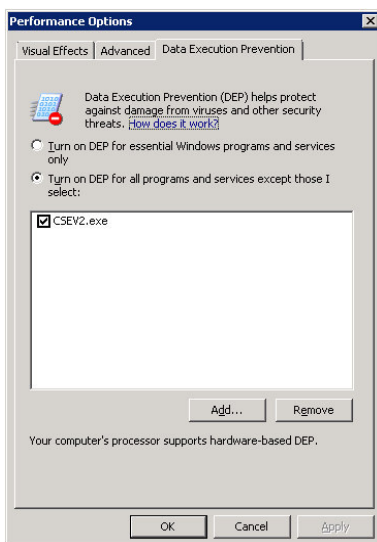 Performance Options
Visual Effects
Advanced
Data Execution Prevention
Data Execution Prevention (DEP) helps protect
against damage from viruses and other security
threats. How does it work?
Turn on DEP for essential Windows programs and services
only
Turn on DEP for all programs and services except those I
select:
CSEV2.exe
Add...
Remove
Your computer's processor supports hardware-based DEP.
OK
Cancel
Apply